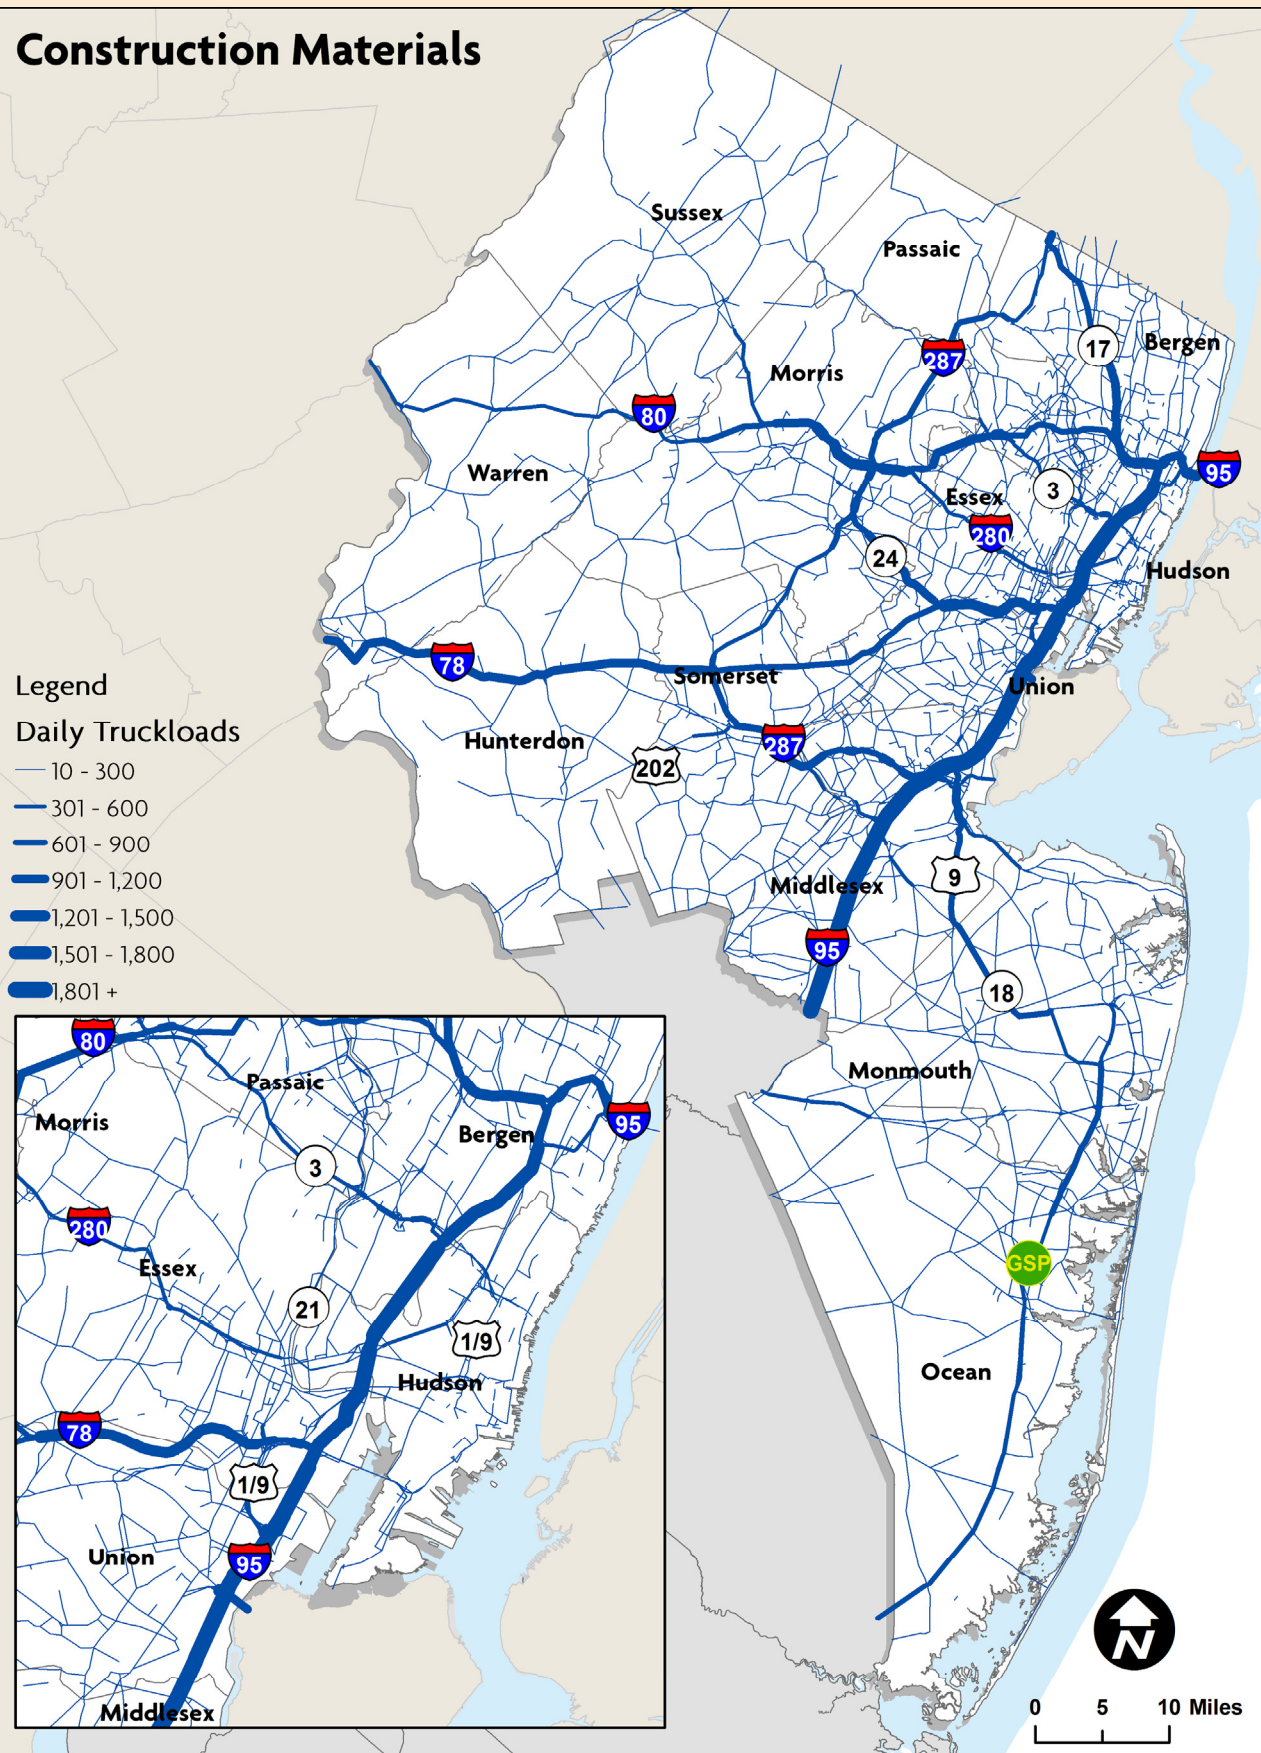 Construction Materials
Sussex
Passaic
17
Bergen
287
Morris
80
Warren
95
Essex
3
280
24
Hudson
78
Somerset
Union
Hunterdon
287
202
Legend
Daily Truckloads
10 - 300
301 - 600
601 - 900
901 - 1,200
1,201 - 1,500
1,501 - 1,800
1,801 +
Middlesex
9
95
18
Monmouth
GSP
Ocean
80
Passaic
Morris
Bergen
95
3
280
Essex
21
1/9
Hudson
78
1/9
Union
95
Middlesex
N
0 5 10 Miles